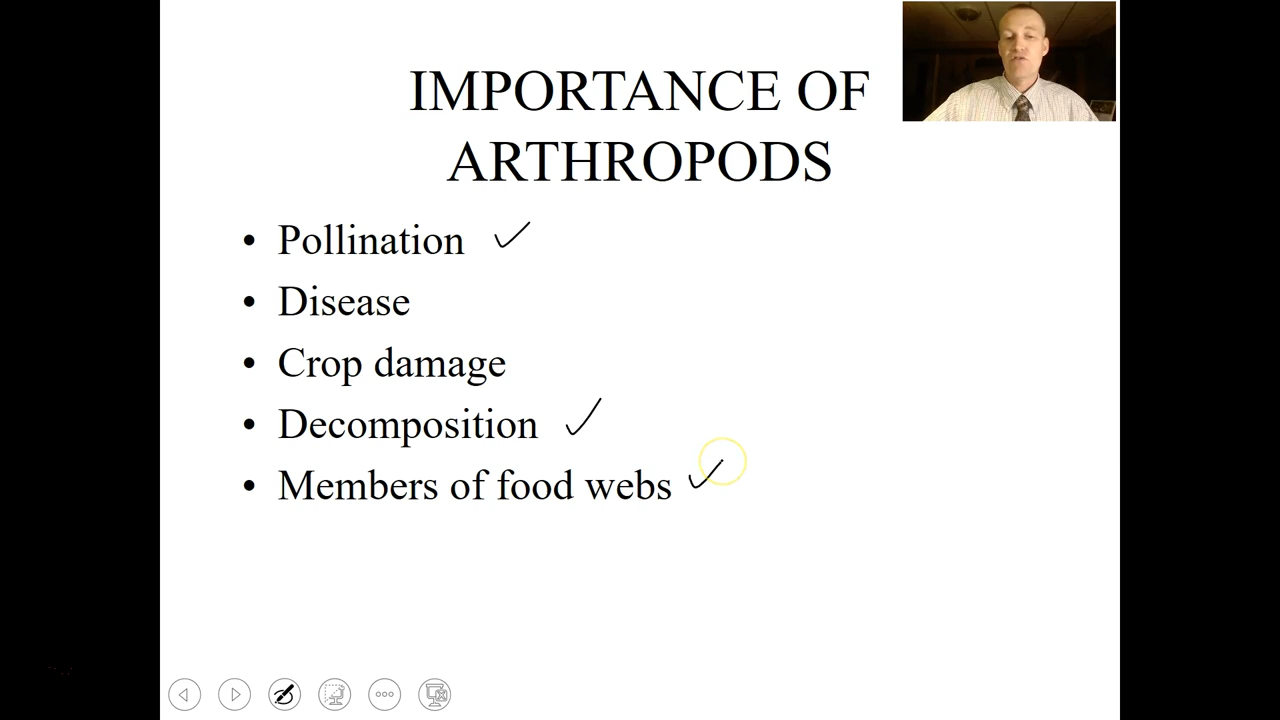 IMPORTANCE OF
ARTHROPODS
• Pollination
• Disease
• Crop damage
• Decomposition
• Members of food webs